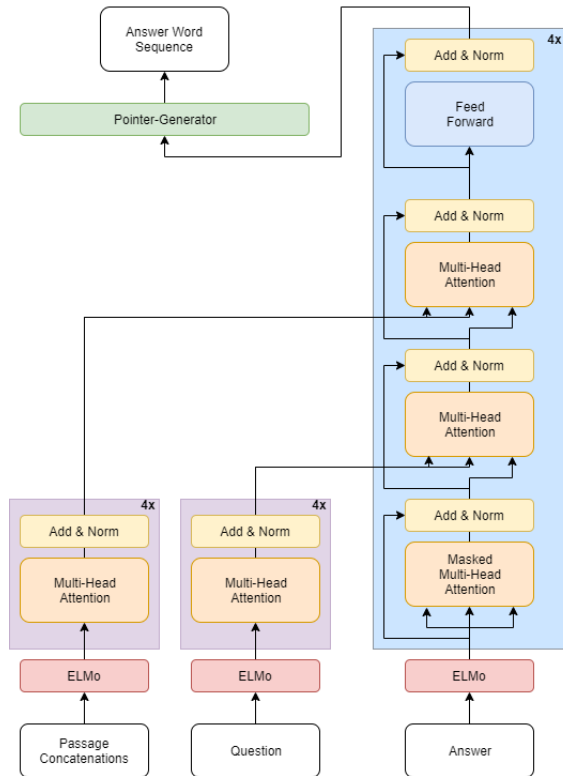 Answer Word
Sequence
Pointer-Generator
4x
Add & Norm
Feed
Forward
Add & Norm
Multi-Head
Attention
Add & Norm
Multi-Head
Attention
4x
Add & Norm
Multi-Head
Attention
4x
Add & Norm
Multi-Head
Attention
Add & Norm
Masked
Multi-Head
Attention
ELMo
ELMo
ELMo
Passage
Concatenations
Question
Answer